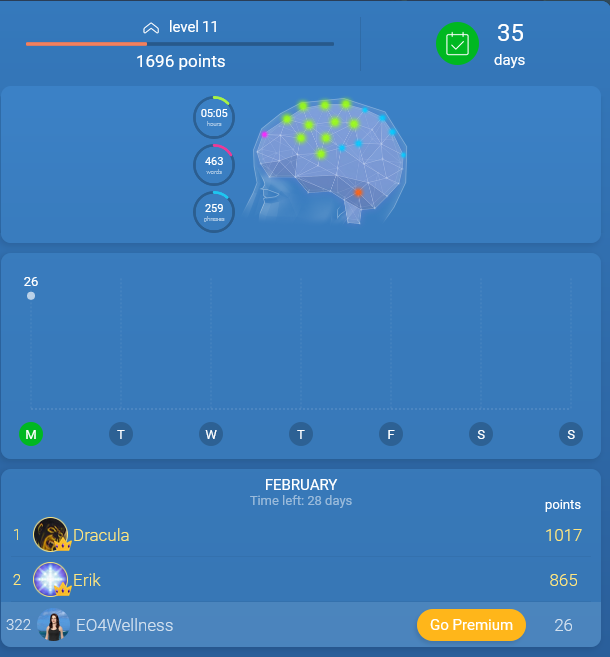 level 11
1696 points
35
days
05:05
hours
463
words
259
phrases
26
M T W T F S S
FEBRUARY
Time left: 28 days
points
1 Dracula 1017
2 Erik 865
322 EO4Wellness Go Premium 26